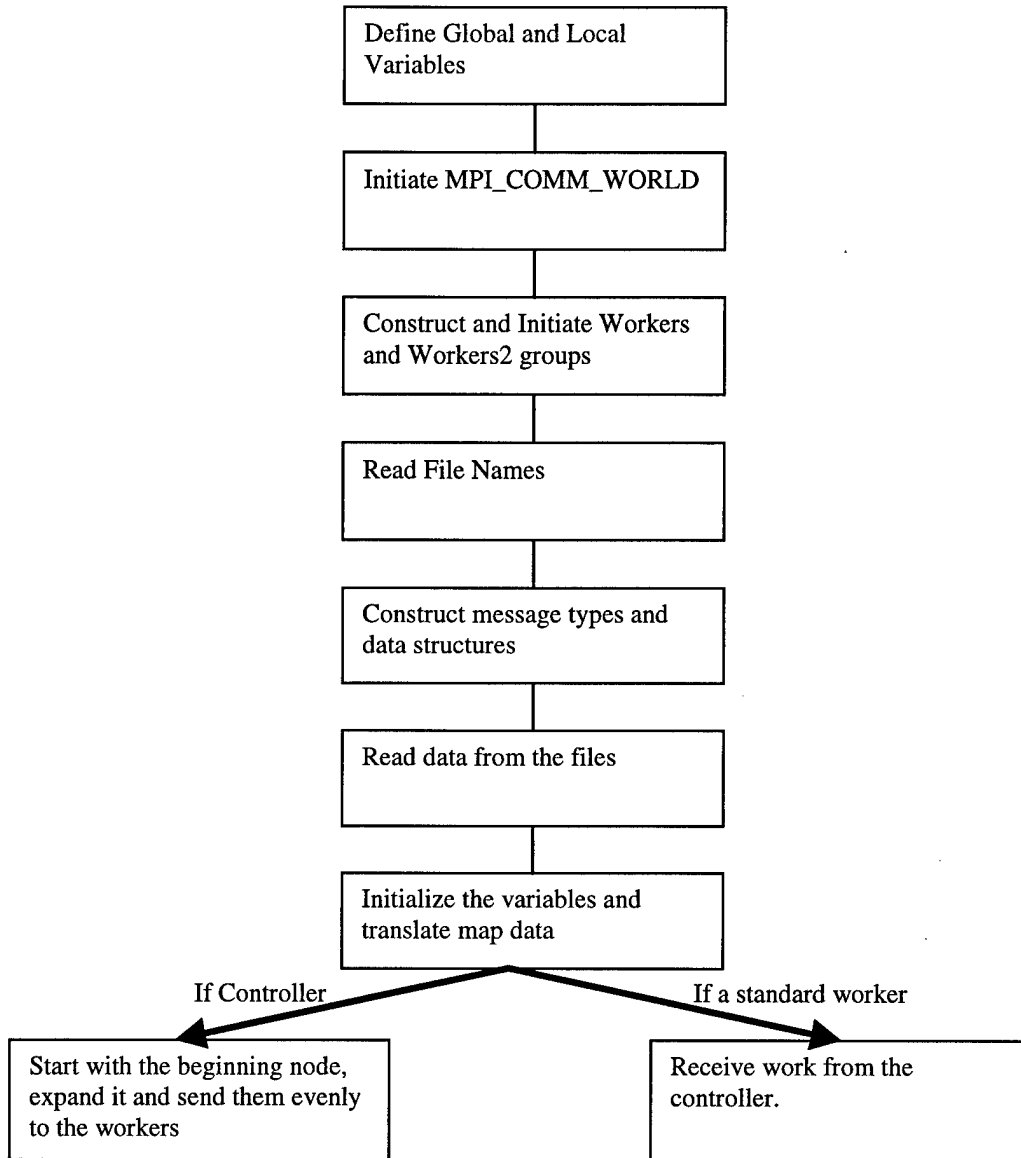 Define Global and Local
Variables
Initiate MPI_COMM_WORLD
Construct and Initiate Workers
and Workers2 groups
Read File Names
Construct message types and
data structures
Read data from the files
Initialize the variables and
translate map data
If Controller
If a standard worker
Start with the beginning node,
expand it and send them evenly
to the workers
Receive work from the
controller.